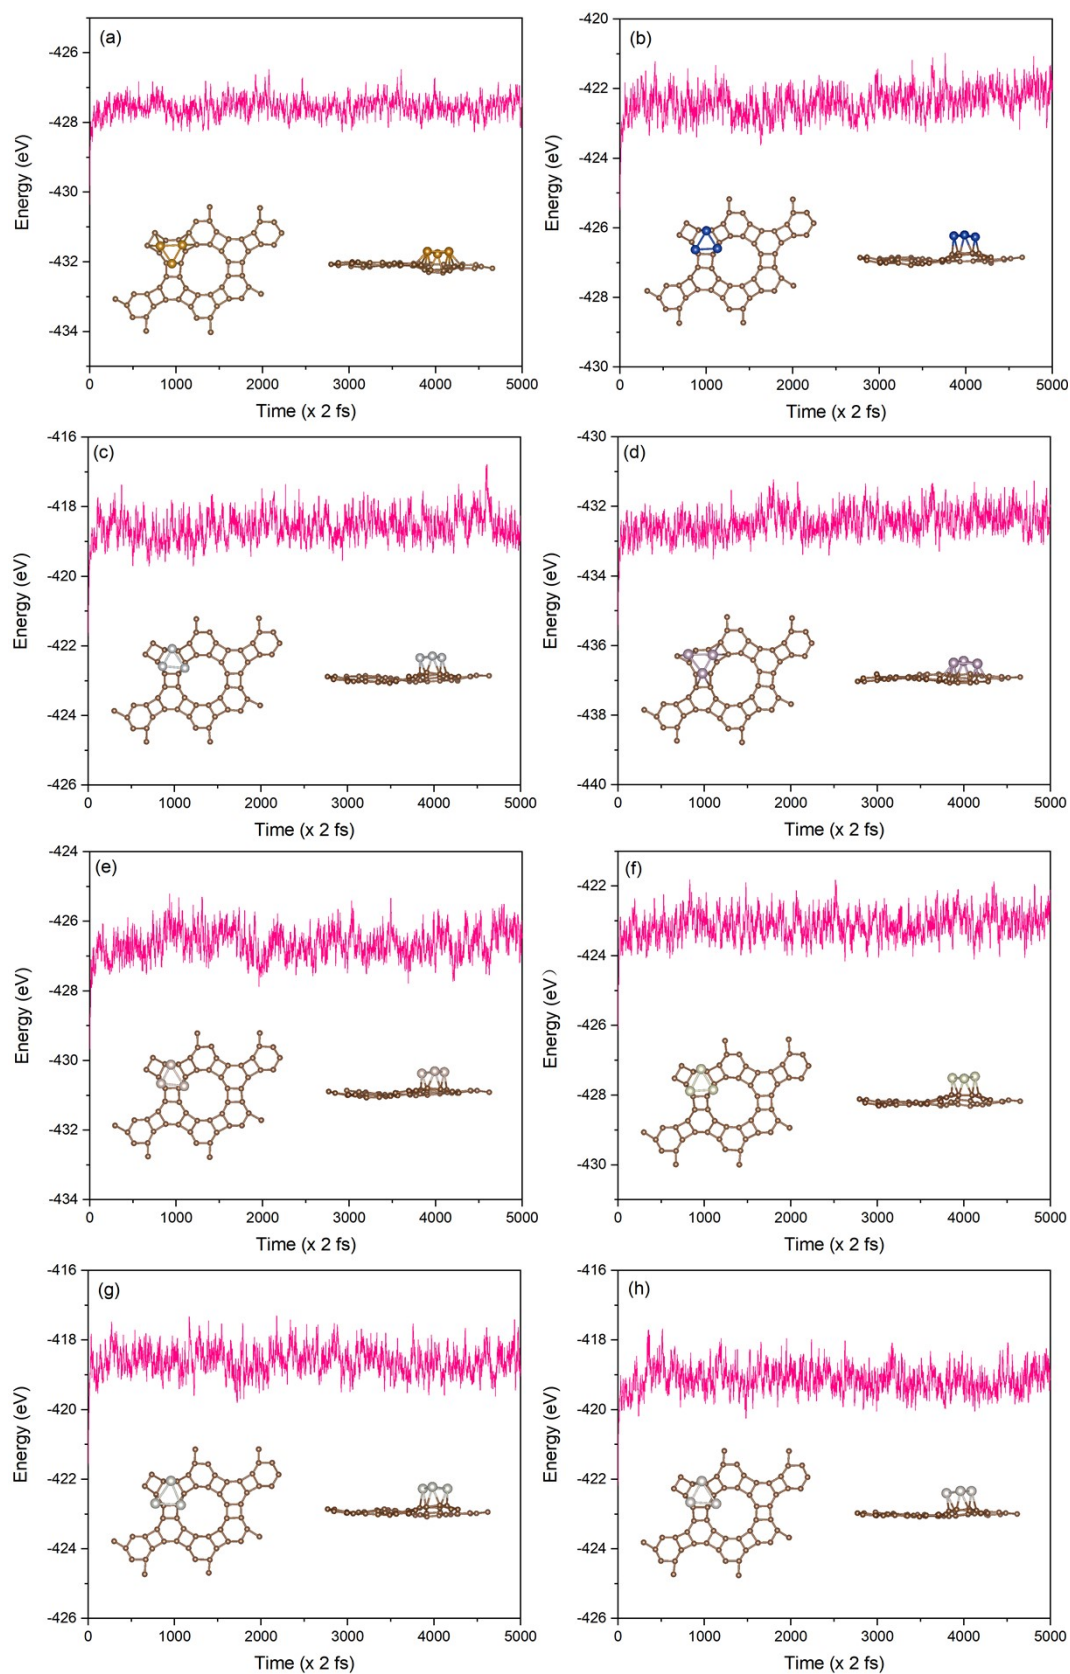 (a)
Energy (eV)
-426
-428
-430
-432
-434
0 1000 2000 3000 4000 5000
Time (x 2 fs)
(b)
Energy (eV)
-420
-422
-424
-426
-428
-430
0 1000 2000 3000 4000 5000
Time (x 2 fs)
(c)
Energy (eV)
-416
-418
-420
-422
-424
-426
0 1000 2000 3000 4000 5000
Time (x 2 fs)
(d)
Energy (eV)
-430
-432
-434
-436
-438
-440
0 1000 2000 3000 4000 5000
Time (x 2 fs)
(e)
Energy (eV)
-424
-426
-428
-430
-432
-434
0 1000 2000 3000 4000 5000
Time (x 2 fs)
(f)
Energy (eV）
-422
-424
-426
-428
-430
0 1000 2000 3000 4000 5000
Time (x 2 fs)
(g)
Energy (eV)
-416
-418
-420
-422
-424
-426
0 1000 2000 3000 4000 5000
Time (x 2 fs)
(h)
Energy (eV)
-416
-418
-420
-422
-424
-426
0 1000 2000 3000 4000 5000
Time (x 2 fs)